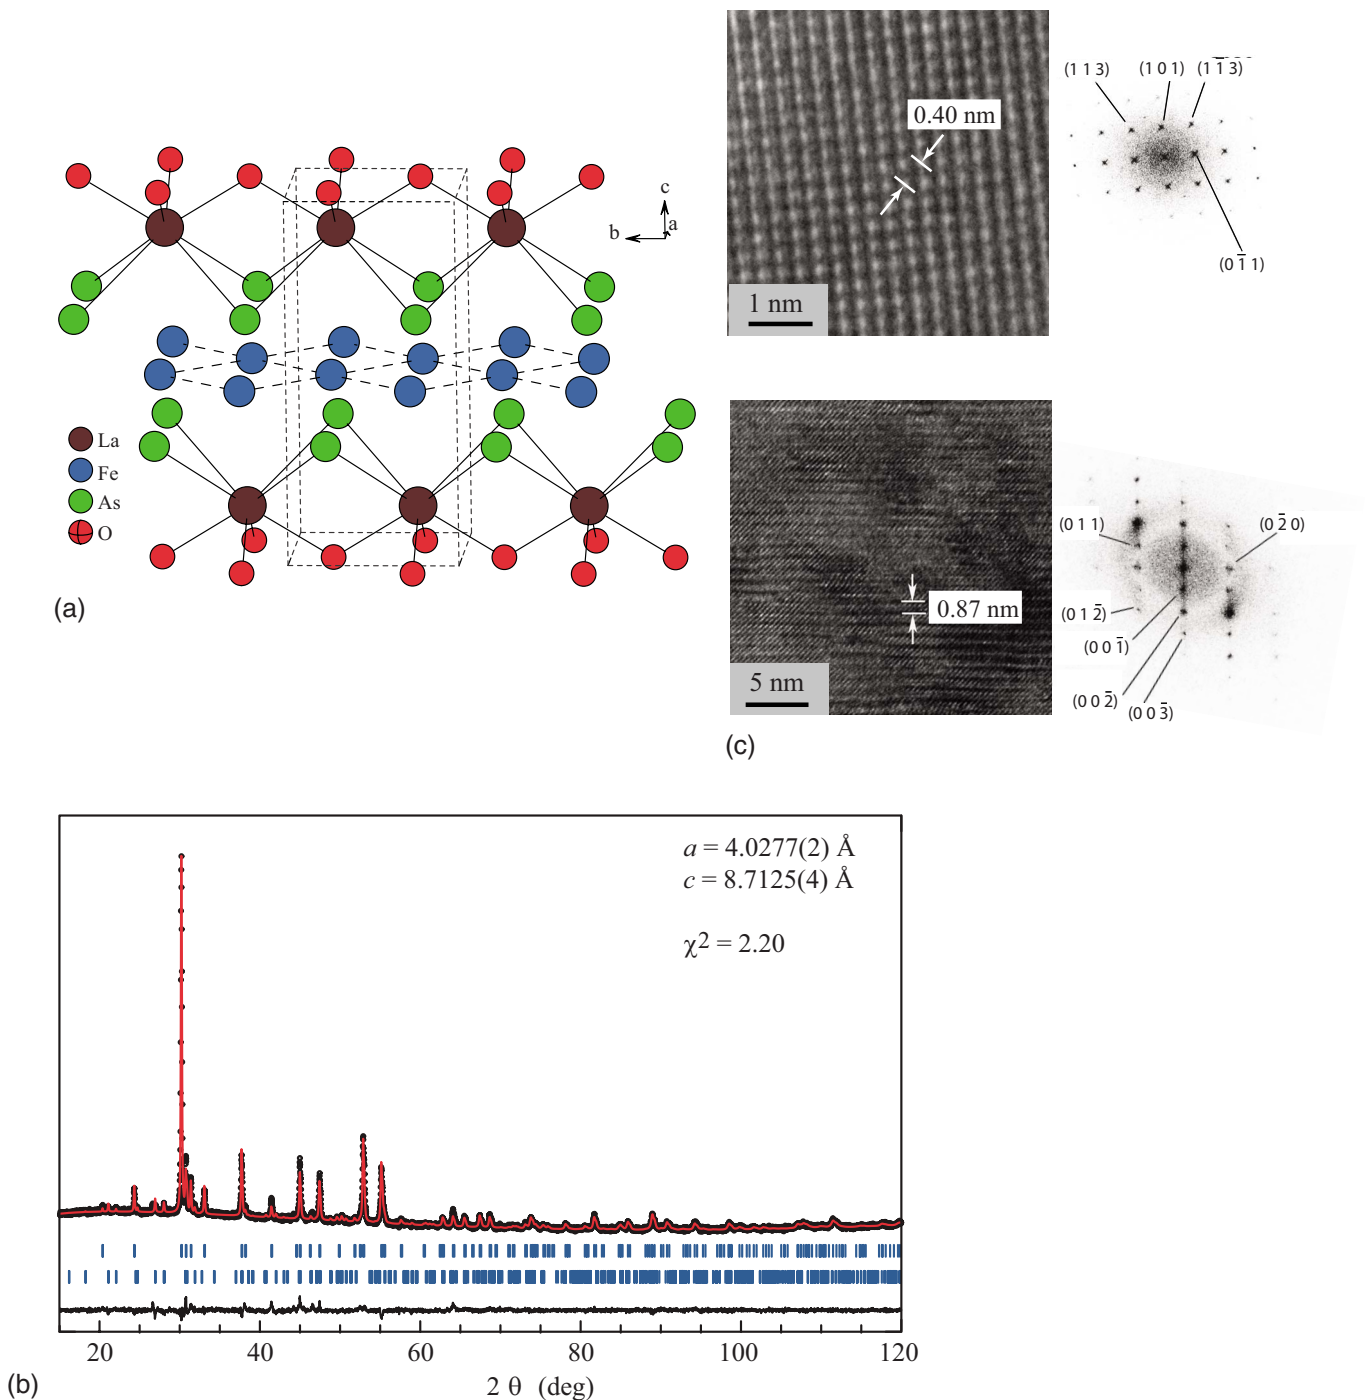 c
b
a
La
Fe
As
O
(a)
0.40 nm
1 nm
(1 1 3)
(1 0 1)
(1 1̅ 3)
(0 1̅ 1)
0.87 nm
5 nm
(0 1 1)
(0 2̅ 0)
(0 1 2̅)
(0 0 1̅)
(0 0 2̅)
(0 0 3̅)
(c)
a = 4.0277(2) Å
c = 8.7125(4) Å
χ2 = 2.20
20 40 60 80 100 120
2 θ (deg)
(b)